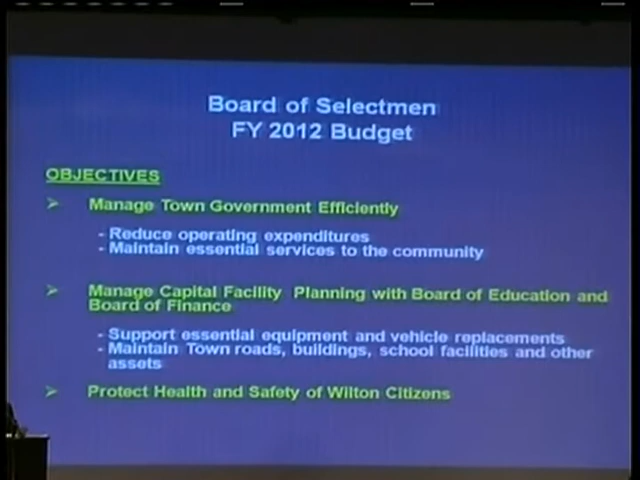 Board of Selectmen
FY 2012 Budget
OBJECTIVES
➢ Manage Town Government Efficiently
- Reduce operating expenditures
- Maintain essential services to the community
➢ Manage Capital Facility Planning with Board of Education and
Board of Finance
- Support essential equipment and vehicle replacements
- Maintain Town roads, buildings, school facilities and other
assets
➢ Protect Health and Safety of Wilton Citizens